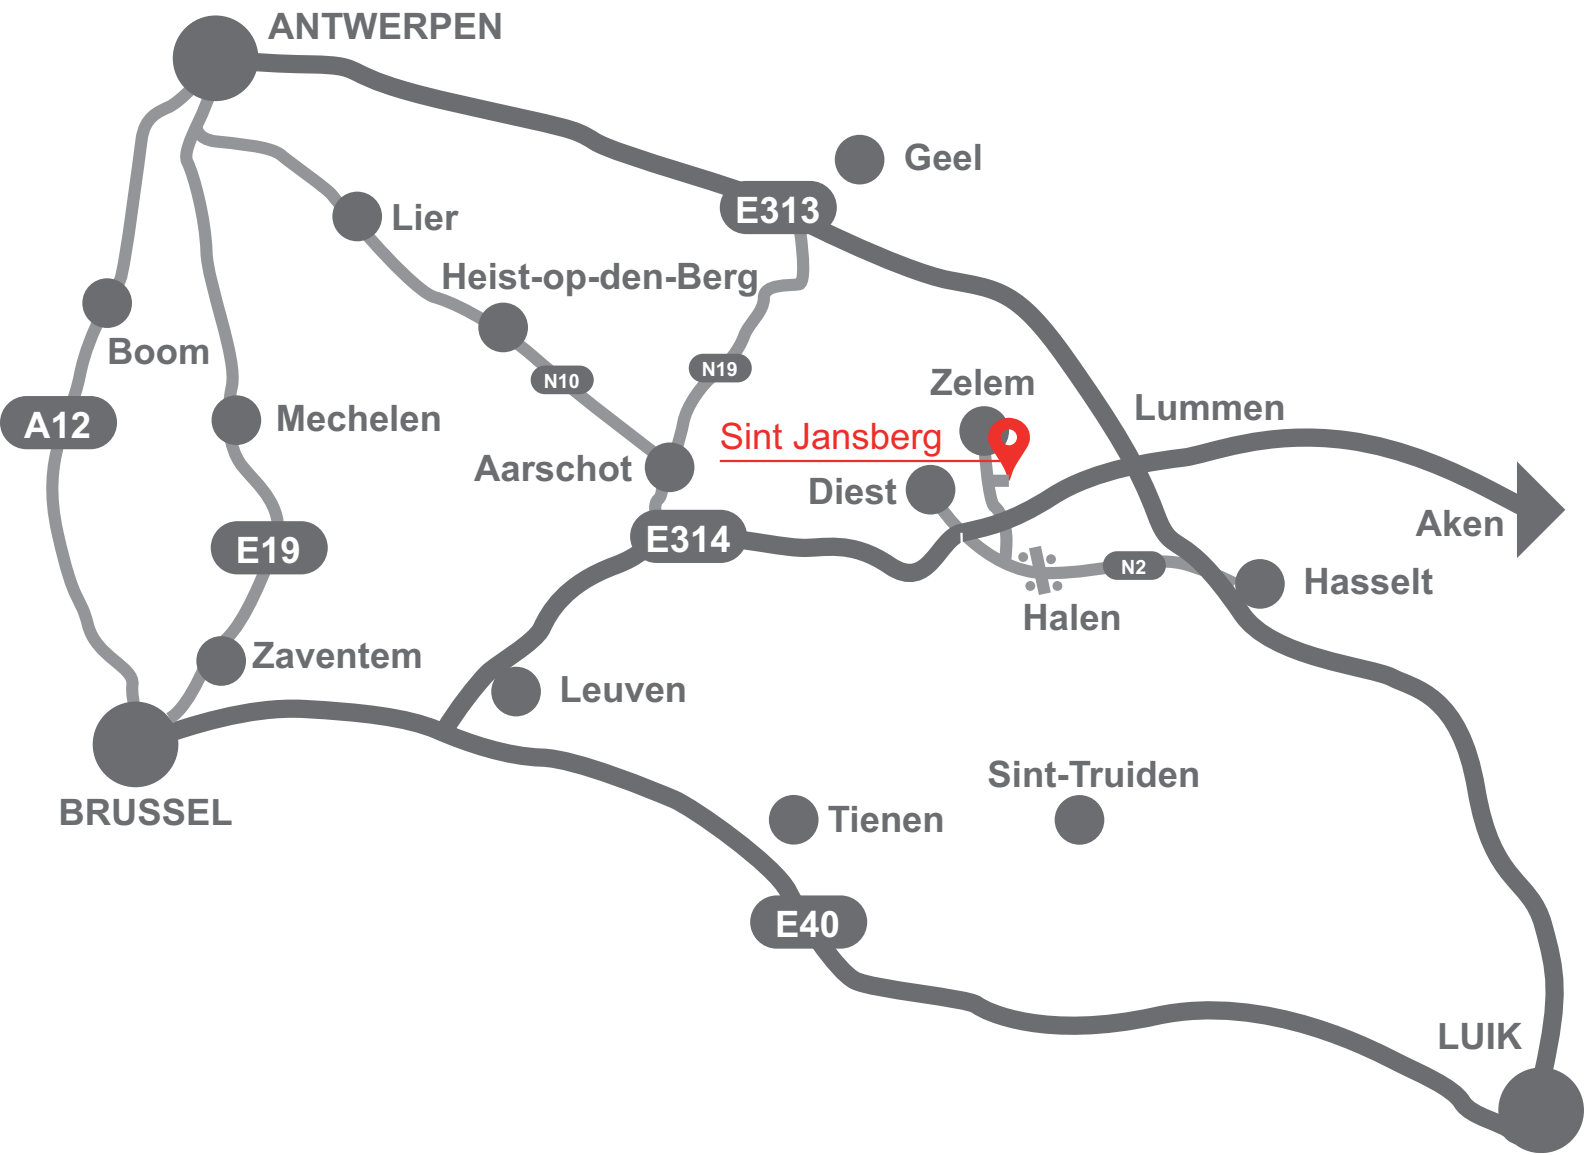 ANTWERPEN
Geel
E313
Lier
Heist-op-den-Berg
Boom
N19
N10
Zelem
Lummen
A12
Mechelen
Sint Jansberg
Aarschot
Diest
Aken
E19
E314
N2
Hasselt
Halen
Zaventem
Leuven
Sint-Truiden
BRUSSEL
Tienen
E40
LUIK